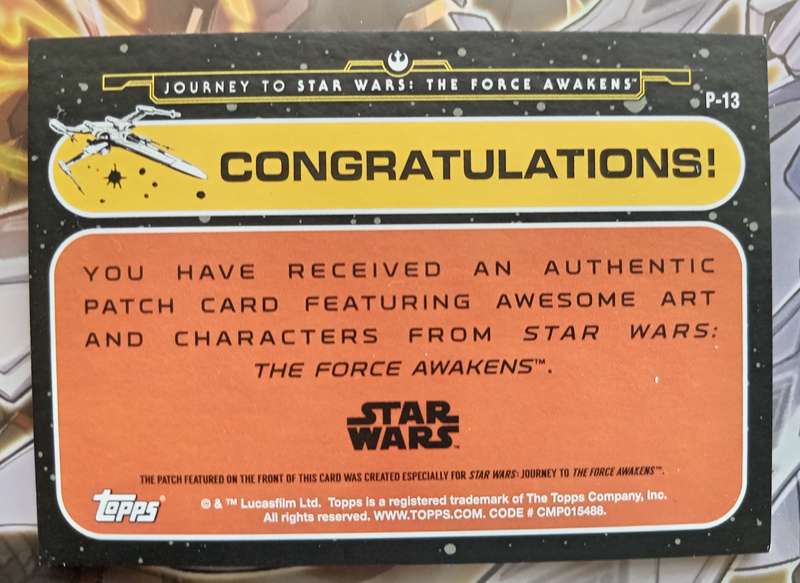 JOURNEY TO STAR WARS: THE FORCE AWAKENS™
P-13
CONGRATULATIONS!
YOU HAVE RECEIVED AN AUTHENTIC
PATCH CARD FEATURING AWESOME ART
AND CHARACTERS FROM STAR WARS:
THE FORCE AWAKENS™.
STAR
WARS
THE PATCH FEATURED ON THE FRONT OF THIS CARD WAS CREATED ESPECIALLY FOR STAR WARS: JOURNEY TO THE FORCE AWAKENS™.
Topps®
© & ™ Lucasfilm Ltd. Topps is a registered trademark of The Topps Company, Inc.
All rights reserved. WWW.TOPPS.COM. CODE # CMP015488.